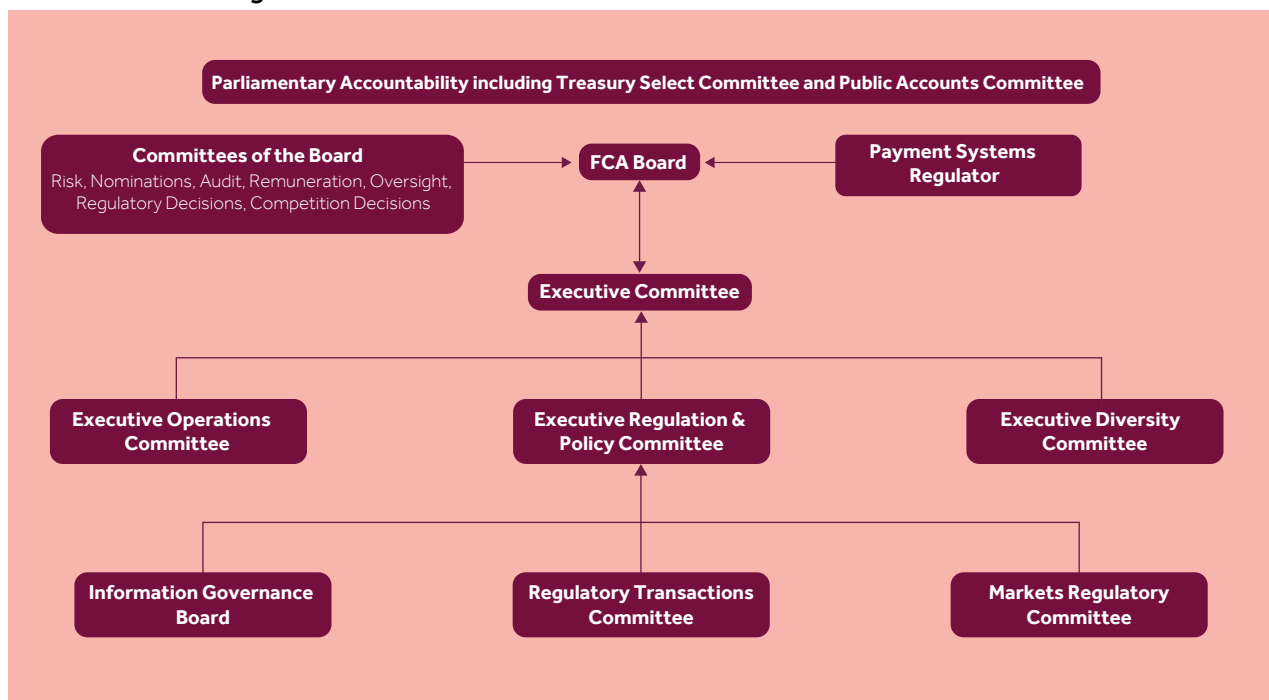 Parliamentary Accountability including Treasury Select Committee and Public Accounts Committee
Committees of the Board
Risk, Nominations, Audit, Remuneration, Oversight,
Regulatory Decisions, Competition Decisions
FCA Board
Payment Systems
Regulator
Executive Committee
Executive Operations
Committee
Executive Regulation &
Policy Committee
Executive Diversity
Committee
Information Governance
Board
Regulatory Transactions
Committee
Markets Regulatory
Committee